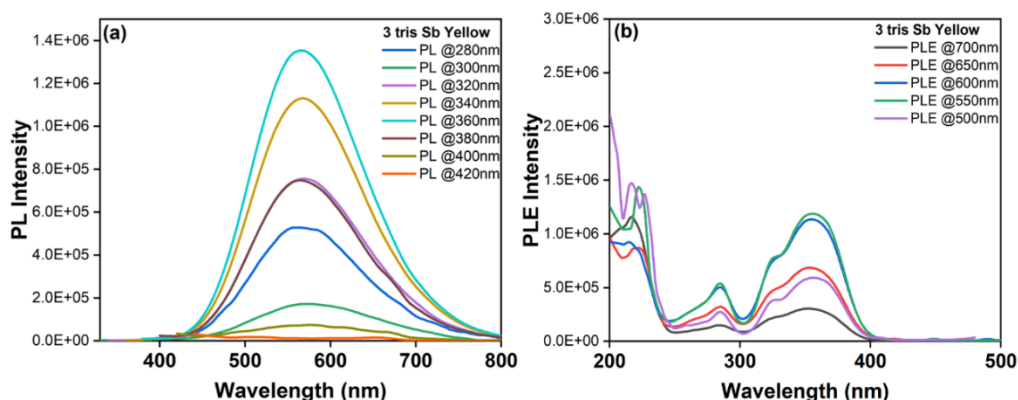 (a)
3 tris Sb Yellow
PL @280nm
PL @300nm
PL @320nm
PL @340nm
PL @360nm
PL @380nm
PL @400nm
PL @420nm
1.4E+06
1.2E+06
1.0E+06
8.0E+05
6.0E+05
4.0E+05
2.0E+05
0.0E+00
PL Intensity
400 500 600 700 800
Wavelength (nm)
(b)
3 tris Sb Yellow
PLE @700nm
PLE @650nm
PLE @600nm
PLE @550nm
PLE @500nm
3.0E+06
2.5E+06
2.0E+06
1.5E+06
1.0E+06
5.0E+05
0.0E+00
PLE Intensity
200 300 400 500
Wavelength (nm)